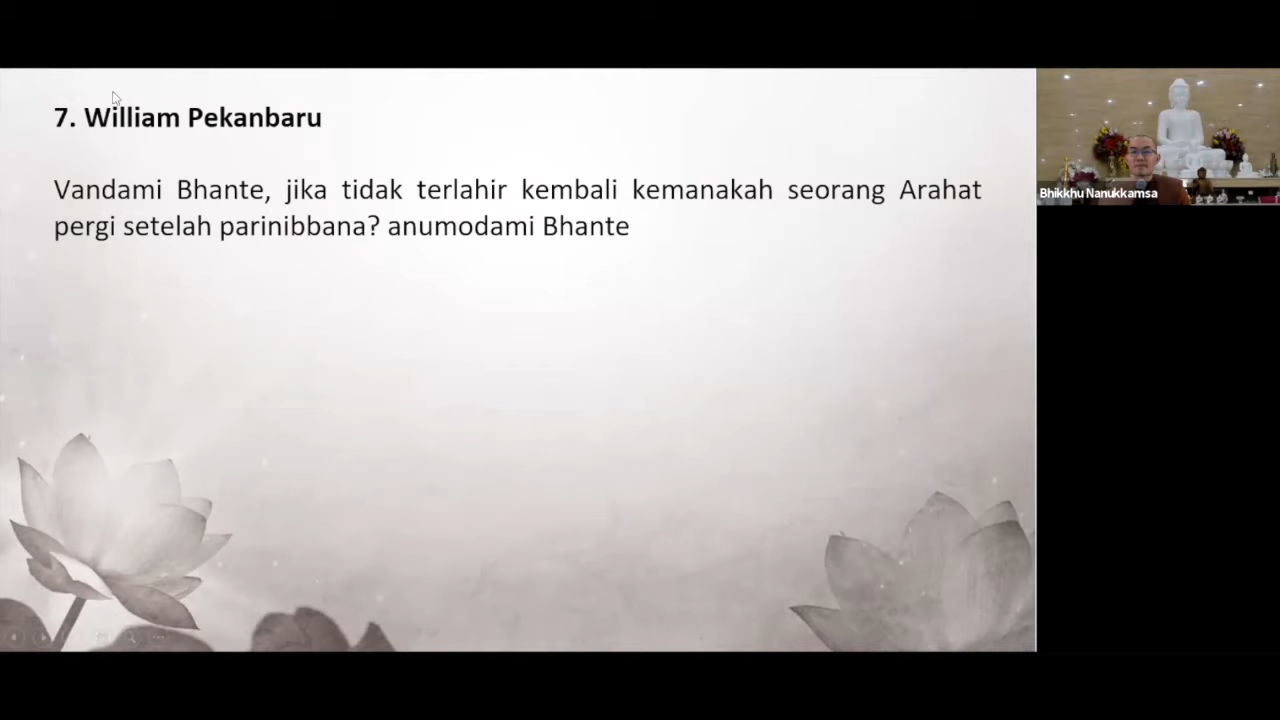 7. William Pekanbaru
Vandami Bhante, jika tidak terlahir kembali kemanakah seorang Arahat
pergi setelah parinibbana? anumodami Bhante
Bhikkhu Nanukkamsa